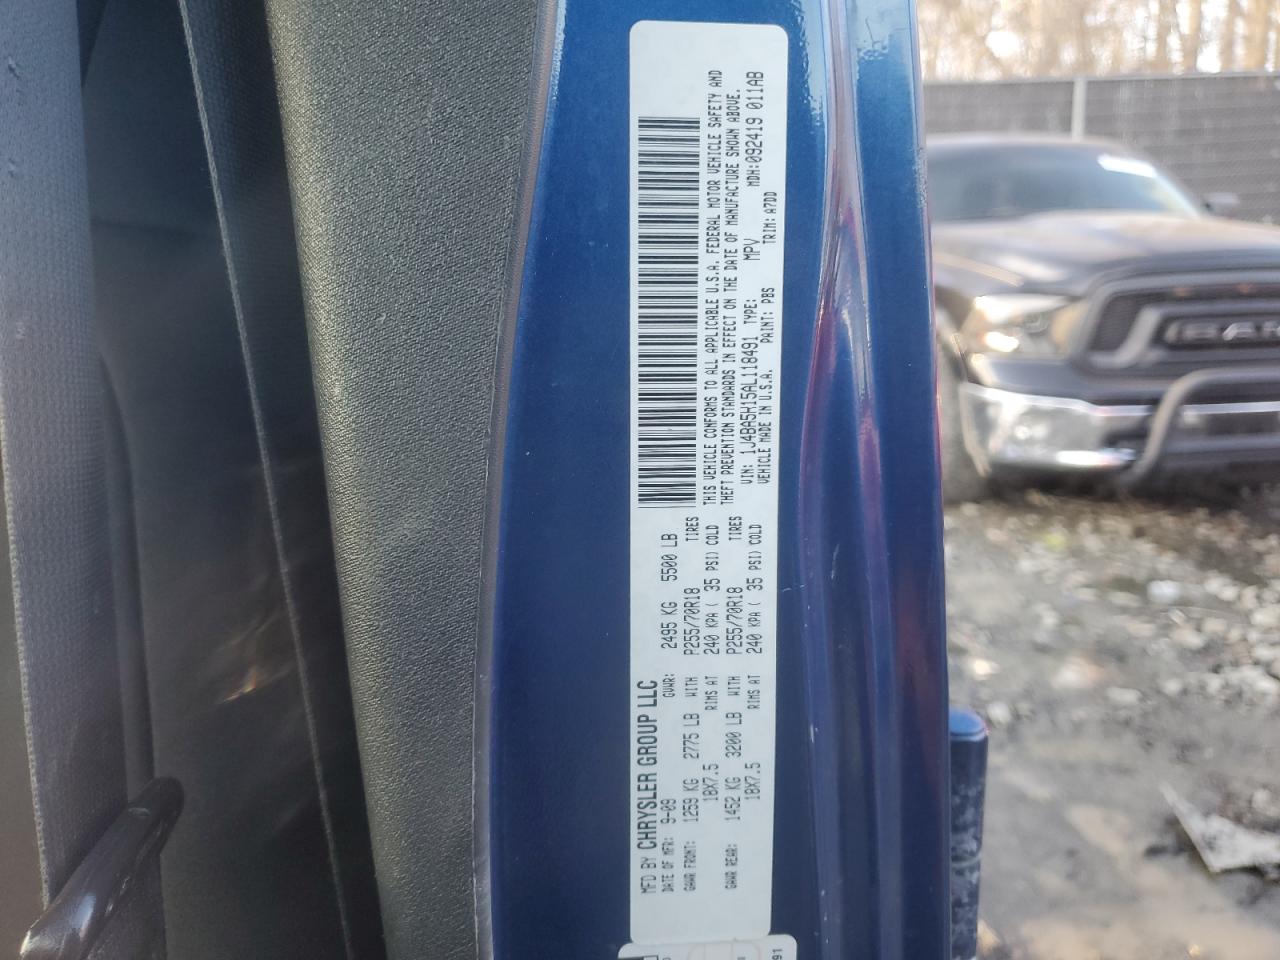 MFD BY CHRYSLER GROUP LLC
DATE OF MFR: 9-09 GVWR: 2495 KG 5500 LB
GAWR FRONT: 1259 KG 2775 LB WITH P255/70R18 TIRES
18X7.5 RIMS AT 240 KPA( 35 PSI) COLD
GAWR REAR: 1452 KG 3200 LB WITH P255/70R18 TIRES
18X7.5 RIMS AT 240 KPA( 35 PSI) COLD
THIS VEHICLE CONFORMS TO ALL APPLICABLE U.S.A. FEDERAL MOTOR VEHICLE SAFETY AND
THEFT PREVENTION STANDARDS IN EFFECT ON THE DATE OF MANUFACTURE SHOWN ABOVE.
VIN: 1J4BA5H15AL118491 TYPE: MPV MDH:092419 011AB
VEHICLE MADE IN U.S.A. PAINT: PBS TRIM: A7DD
91
RAM